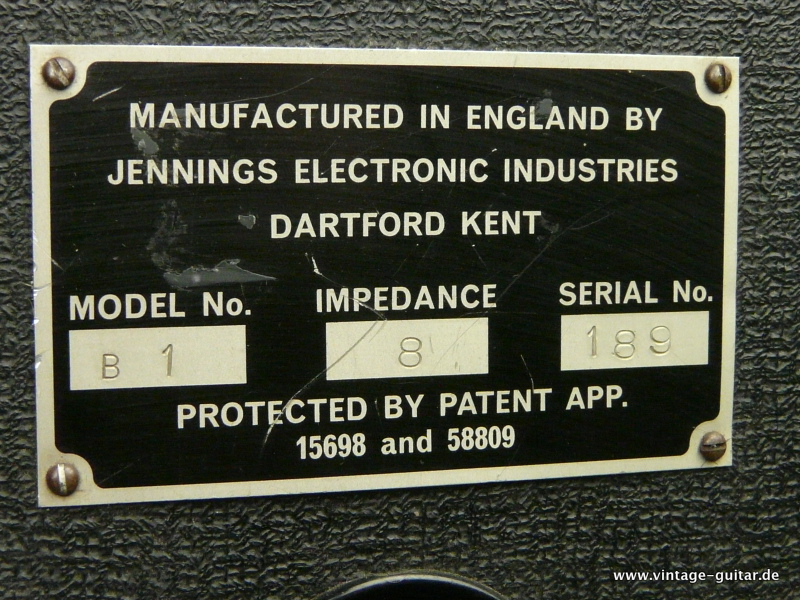 MANUFACTURED IN ENGLAND BY
JENNINGS ELECTRONIC INDUSTRIES
DARTFORD KENT
MODEL No. IMPEDANCE SERIAL No.
B 1 8 189
PROTECTED BY PATENT APP.
15698 and 58809
www.vintage-guitar.de